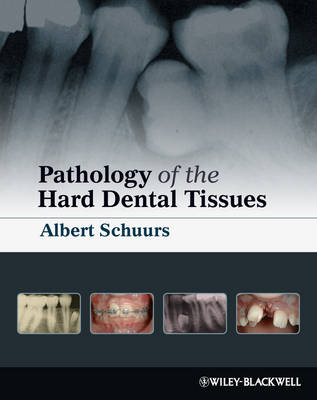 Pathology of the
Hard Dental Tissues
Albert Schuurs
WILEY-BLACKWELL